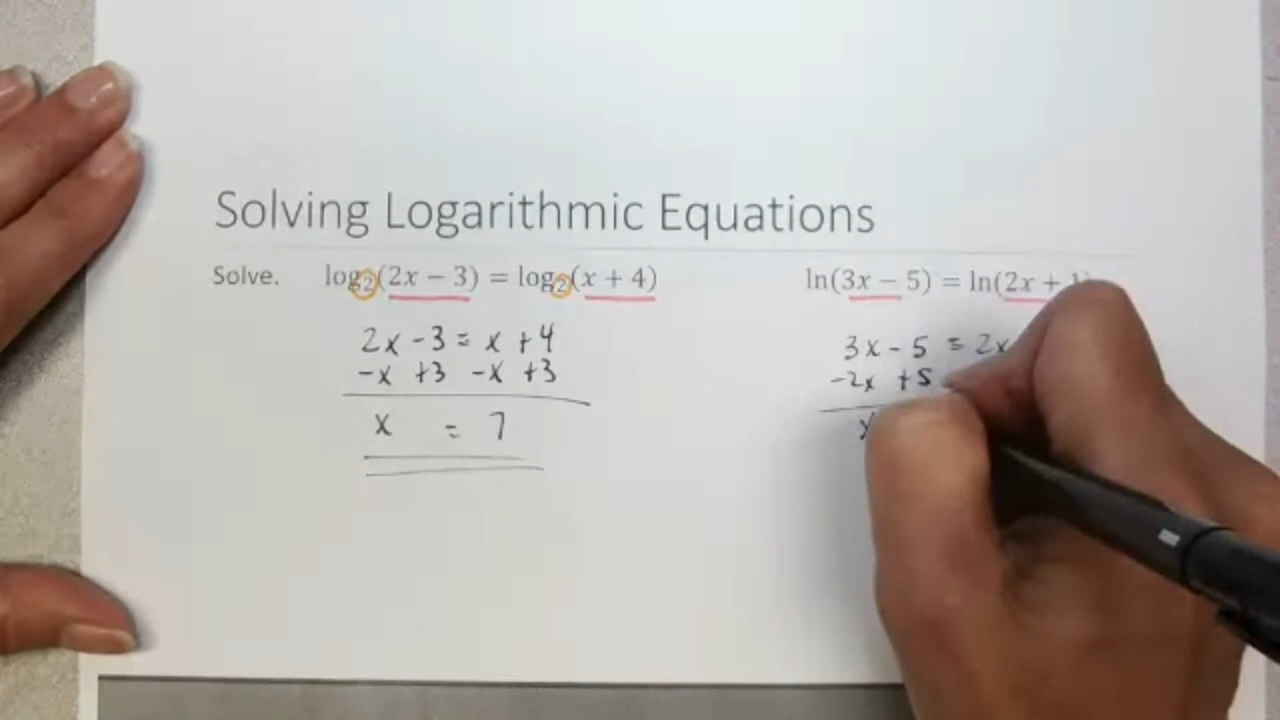 Solving Logarithmic Equations
Solve. log₂(2x − 3) = log₂(x + 4) ln(3x − 5) = ln(2x +
2x - 3 = x + 4
-x +3 -x +3
x = 7
3x - 5 = 2x
-2x +5
x